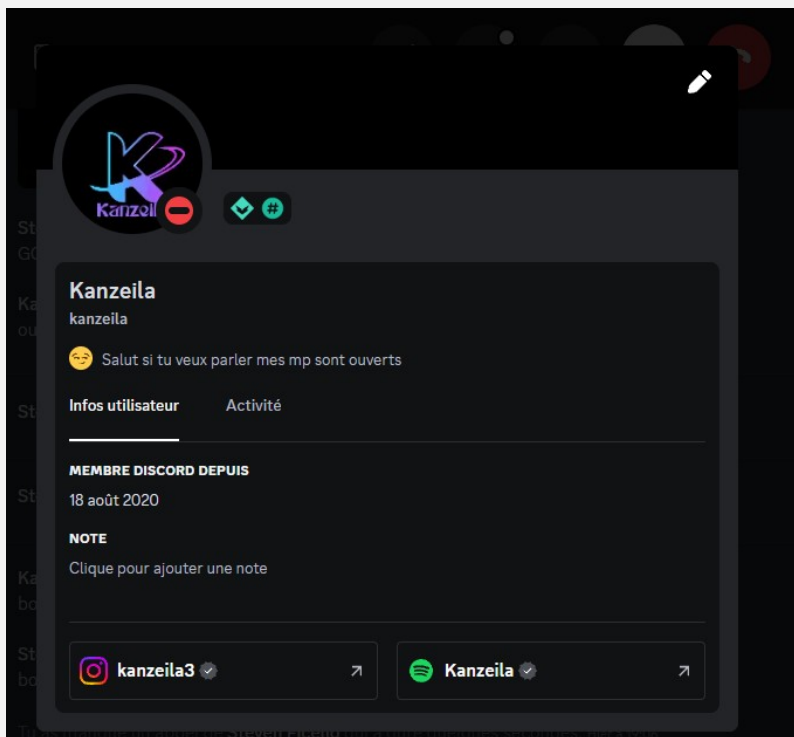 Kanzeil
Kanzeila
kanzeila
Salut si tu veux parler mes mp sont ouverts
Infos utilisateur Activité
MEMBRE DISCORD DEPUIS
18 août 2020
NOTE
Clique pour ajouter une note
kanzeila3 Kanzeila